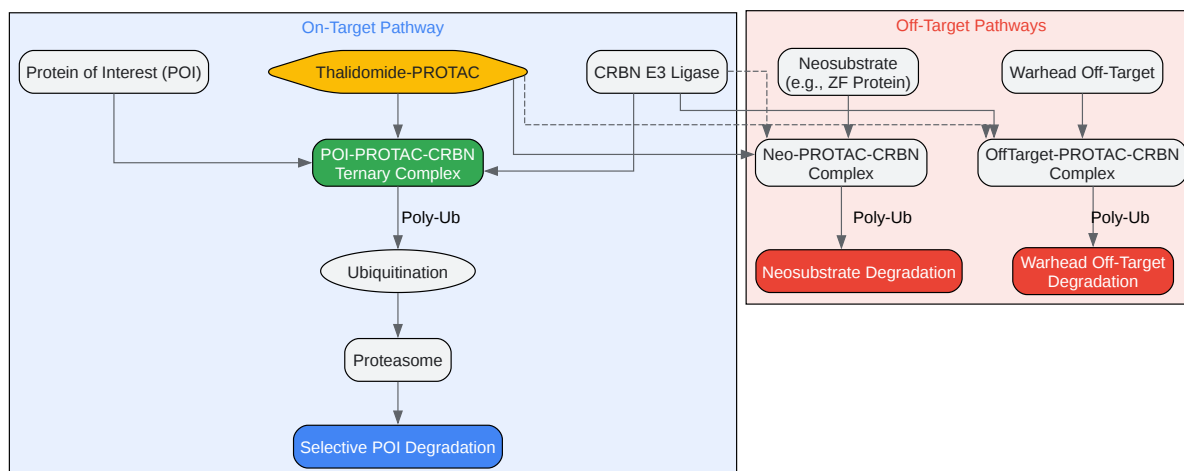 On-Target Pathway
Off-Target Pathways
Protein of Interest (POI)
Thalidomide-PROTAC
CRBN E3 Ligase
Neosubstrate
(e.g., ZF Protein)
Warhead Off-Target
POI-PROTAC-CRBN
Ternary Complex
Neo-PROTAC-CRBN
Complex
OffTarget-PROTAC-CRBN
Complex
Poly-Ub
Poly-Ub
Poly-Ub
Ubiquitination
Neosubstrate Degradation
Warhead Off-Target
Degradation
Proteasome
Selective POI Degradation